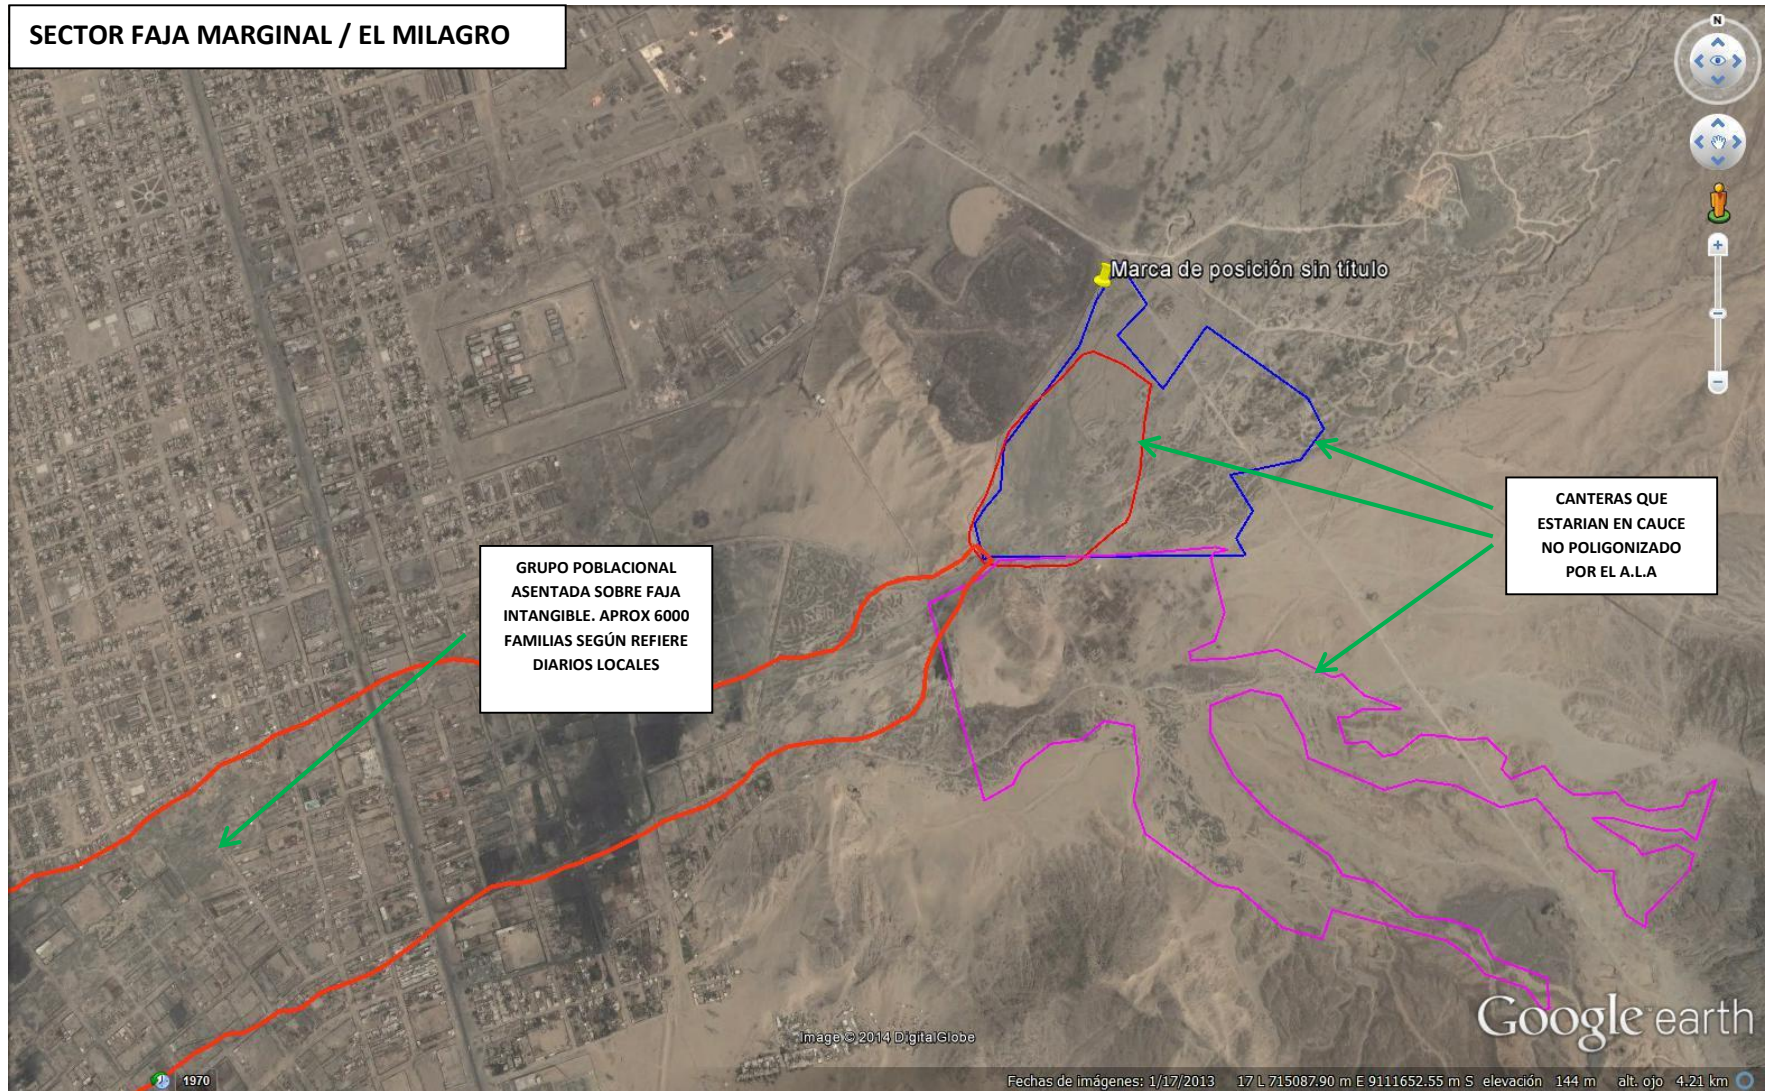 SECTOR FAJA MARGINAL / EL MILAGRO
N
Marca de posición sin título
CANTERAS QUE
ESTARIAN EN CAUCE
NO POLIGONIZADO
POR EL A.L.A
GRUPO POBLACIONAL
ASENTADA SOBRE FAJA
INTANGIBLE. APROX 6000
FAMILIAS SEGÚN REFIERE
DIARIOS LOCALES
Google earth
Image © 2014 DigitalGlobe
1970
Fechas de imágenes: 1/17/2013 17 L 715087.90 m E 9111652.55 m S elevación 144 m alt. ojo 4.21 km